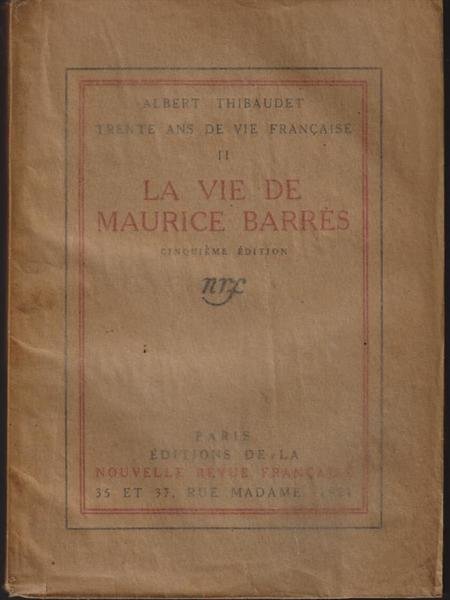 ALBERT THIBAUDET
TRENTE ANS DE VIE FRANÇAISE
II
LA VIE DE
MAURICE BARRÈS
CINQUIÈME ÉDITION
nrf
PARIS
ÉDITIONS DE LA
NOUVELLE REVUE FRANÇAISE
35 ET 37, RUE MADAME. 1921